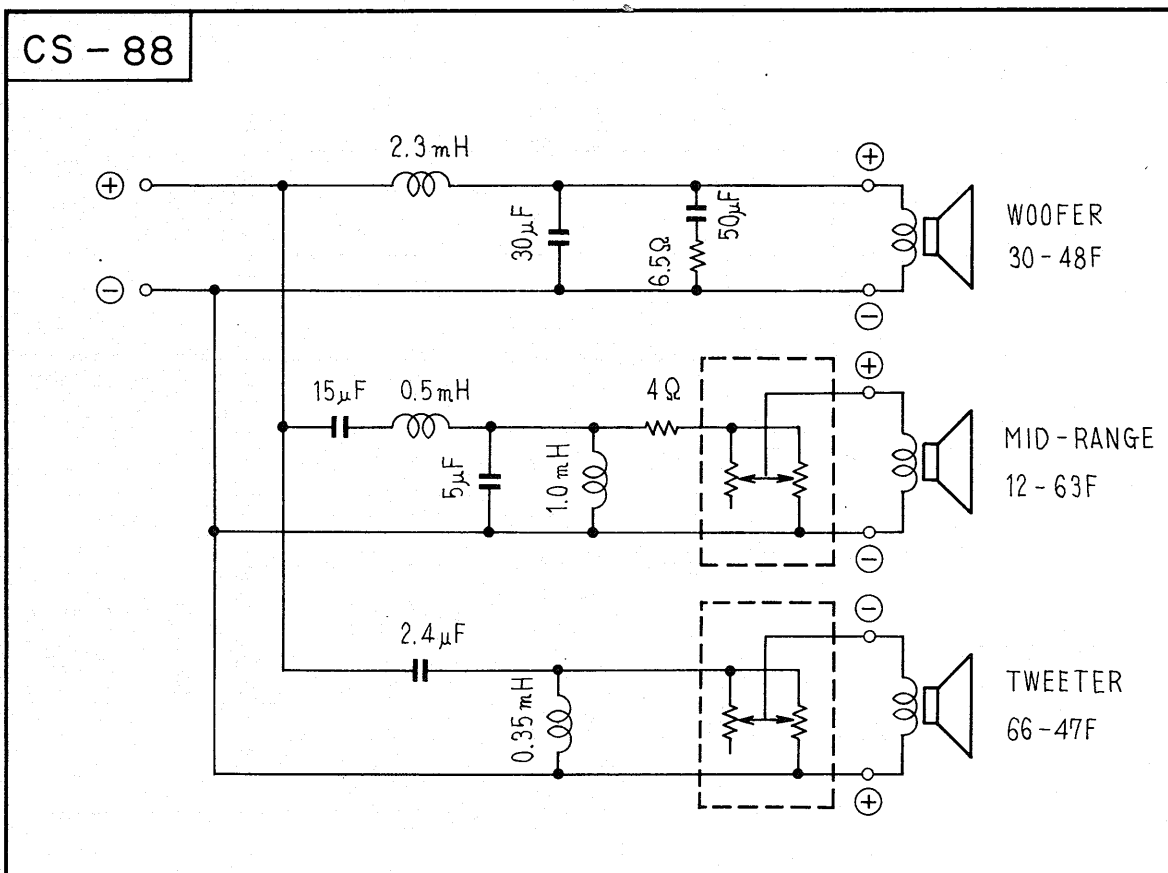 CS-88
2.3mH
⊕
⊕
30μF
50μF
6.5Ω
WOOFER
30-48F
⊖
⊖
15μF
0.5mH
4Ω
⊕
5μF
1.0mH
MID-RANGE
12-63F
⊖
2.4μF
⊖
0.35mH
TWEETER
66-47F
⊕